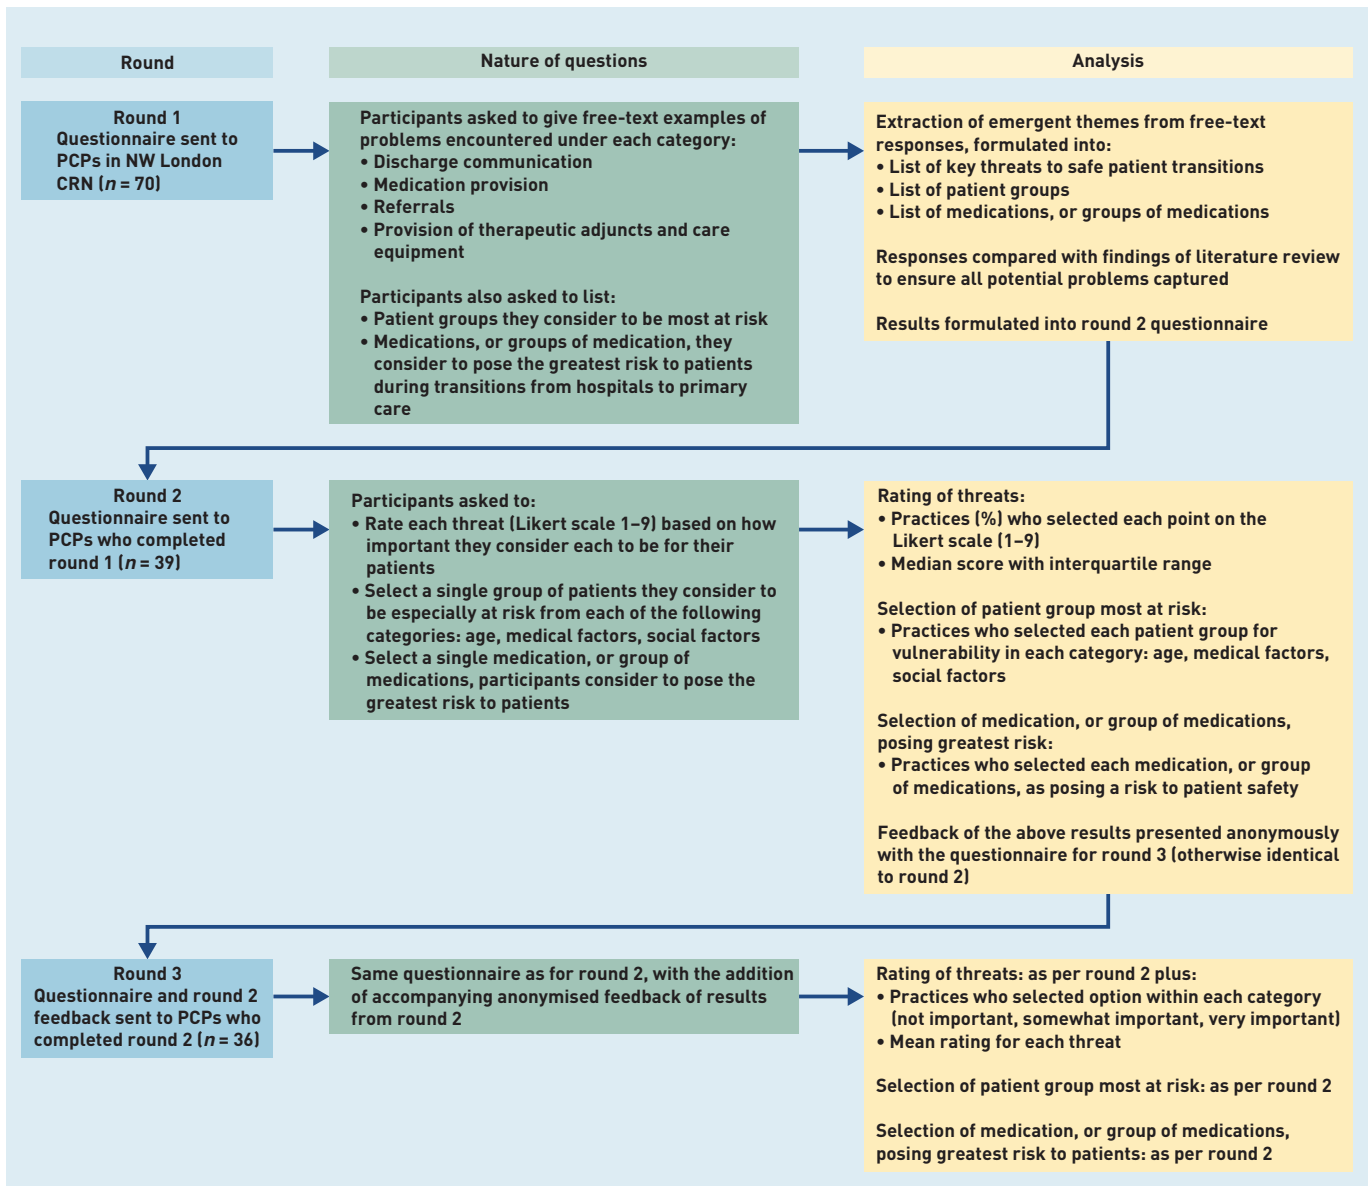 Round
Nature of questions
Analysis
Round 1
Questionnaire sent to
PCPs in NW London
CRN (n = 70)
Participants asked to give free-text examples of
problems encountered under each category:
• Discharge communication
• Medication provision
• Referrals
• Provision of therapeutic adjuncts and care
equipment
Participants also asked to list:
• Patient groups they consider to be most at risk
• Medications, or groups of medication, they
consider to pose the greatest risk to patients
during transitions from hospitals to primary
care
Extraction of emergent themes from free-text
responses, formulated into:
• List of key threats to safe patient transitions
• List of patient groups
• List of medications, or groups of medications
Responses compared with findings of literature review
to ensure all potential problems captured
Results formulated into round 2 questionnaire
Round 2
Questionnaire sent to
PCPs who completed
round 1 (n = 39)
Participants asked to:
• Rate each threat (Likert scale 1–9) based on how
important they consider each to be for their
patients
• Select a single group of patients they consider to
be especially at risk from each of the following
categories: age, medical factors, social factors
• Select a single medication, or group of
medications, participants consider to pose the
greatest risk to patients
Rating of threats:
• Practices (%) who selected each point on the
Likert scale (1–9)
• Median score with interquartile range
Selection of patient group most at risk:
• Practices who selected each patient group for
vulnerability in each category: age, medical factors,
social factors
Selection of medication, or group of medications,
posing greatest risk:
• Practices who selected each medication, or group
of medications, as posing a risk to patient safety
Feedback of the above results presented anonymously
with the questionnaire for round 3 (otherwise identical
to round 2)
Round 3
Questionnaire and round 2
feedback sent to PCPs who
completed round 2 (n = 36)
Same questionnaire as for round 2, with the addition
of accompanying anonymised feedback of results
from round 2
Rating of threats: as per round 2 plus:
• Practices who selected option within each category
(not important, somewhat important, very important)
• Mean rating for each threat
Selection of patient group most at risk: as per round 2
Selection of medication, or group of medications,
posing greatest risk to patients: as per round 2